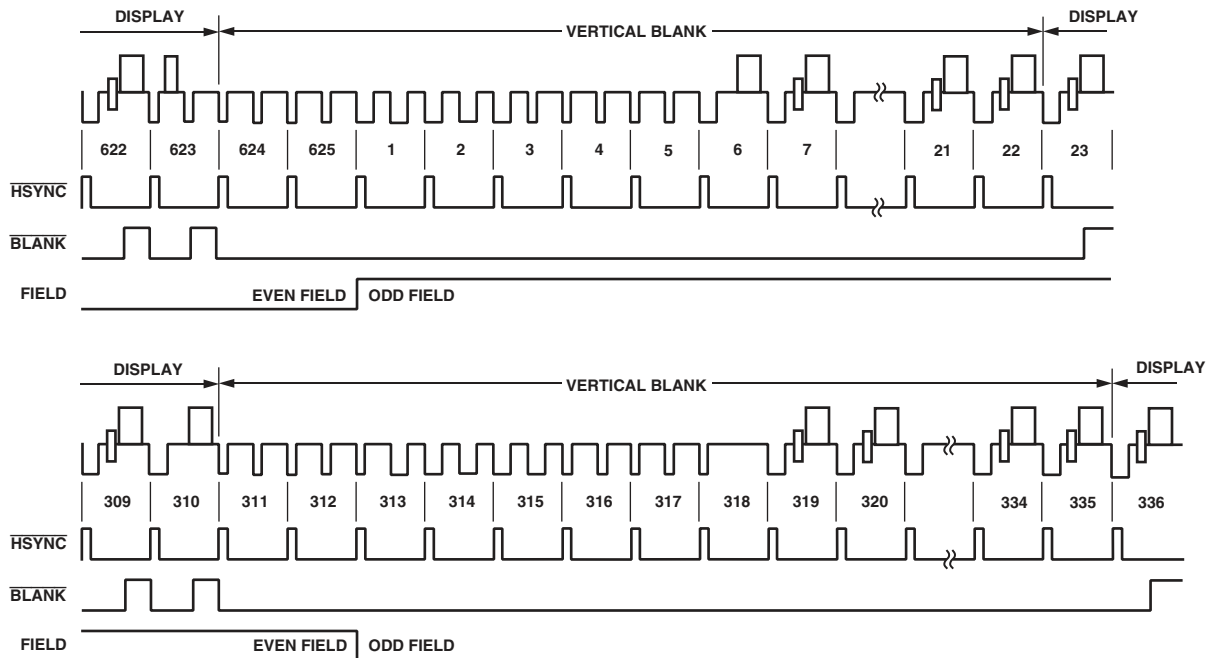 DISPLAY VERTICAL BLANK DISPLAY
622 623 624 625 1 2 3 4 5 6 7 21 22 23
HSYNC
BLANK
FIELD EVEN FIELD ODD FIELD
DISPLAY VERTICAL BLANK DISPLAY
309 310 311 312 313 314 315 316 317 318 319 320 334 335 336
HSYNC
BLANK
FIELD EVEN FIELD ODD FIELD